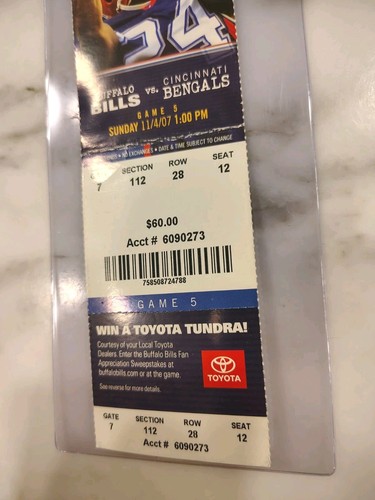 24
BUFFALO BILLS vs. CINCINNATI BENGALS
GAME 5
SUNDAY 11/4/07 1:00 PM
NO EXCHANGES • DATE & TIME SUBJECT TO CHANGE
SECTION ROW SEAT
7 112 28 12
$60.00
Acct # 6090273
758508724788
GAME 5
WIN A TOYOTA TUNDRA!
Courtesy of your Local Toyota
Dealers. Enter the Buffalo Bills Fan
Appreciation Sweepstakes at
buffalobills.com or at the game.
See reverse for more details.
TOYOTA
GATE SECTION ROW SEAT
7 112 28 12
Acct # 6090273